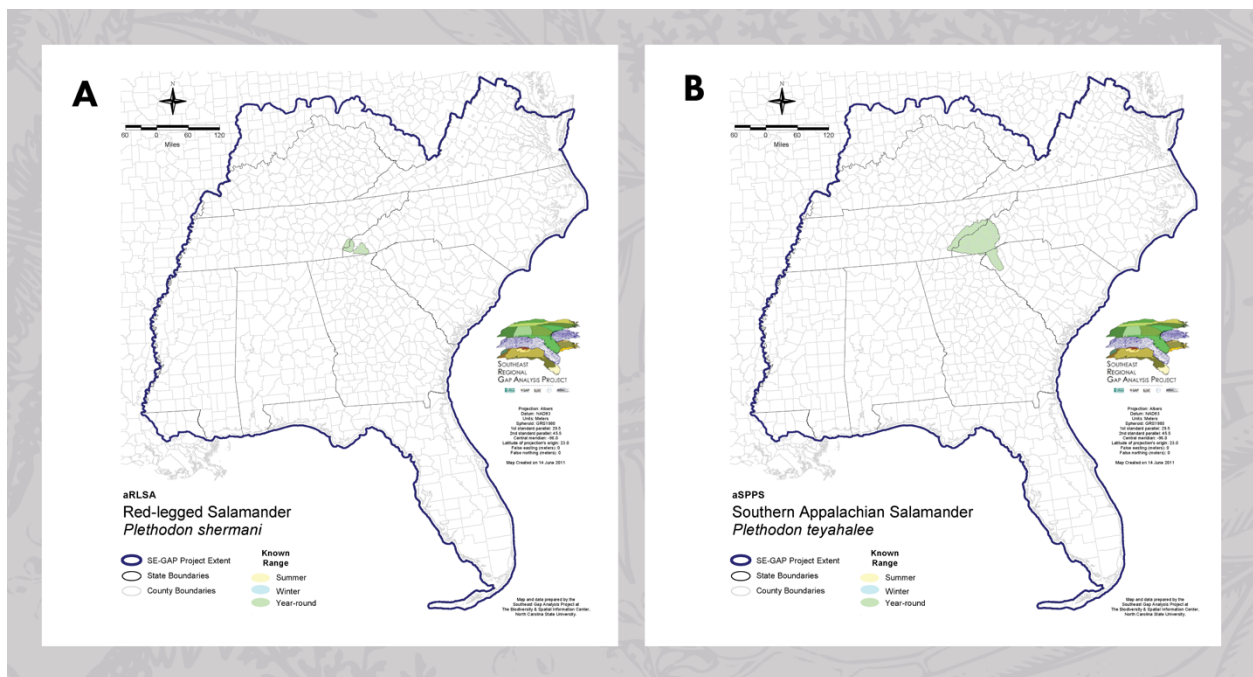 A
N
60 0 60 120
Miles
SOUTHEAST
REGIONAL
GAP ANALYSIS PROJECT
Projection: Albers
Datum: NAD83
Units: Meters
Spheroid: GRS1980
1st standard parallel: 29.5
2nd standard parallel: 45.5
Central meridian: -96.0
Latitude of projection's origin: 23.0
False easting (meters): 0
False northing (meters): 0
Map Created on 14 June 2011
aRLSA
Red-legged Salamander
Plethodon shermani
SE-GAP Project Extent
State Boundaries
County Boundaries
Known
Range
Summer
Winter
Year-round
Map and data prepared by the
Southeast Gap Analysis Project at
The Biodiversity & Spatial Information Center,
North Carolina State University.
B
N
60 0 60 120
Miles
SOUTHEAST
REGIONAL
GAP ANALYSIS PROJECT
Projection: Albers
Datum: NAD83
Units: Meters
Spheroid: GRS1980
1st standard parallel: 29.5
2nd standard parallel: 45.5
Central meridian: -96.0
Latitude of projection's origin: 23.0
False easting (meters): 0
False northing (meters): 0
Map Created on 14 June 2011
aSPPS
Southern Appalachian Salamander
Plethodon teyahalee
SE-GAP Project Extent
State Boundaries
County Boundaries
Known
Range
Summer
Winter
Year-round
Map and data prepared by the
Southeast Gap Analysis Project at
The Biodiversity & Spatial Information Center,
North Carolina State University.